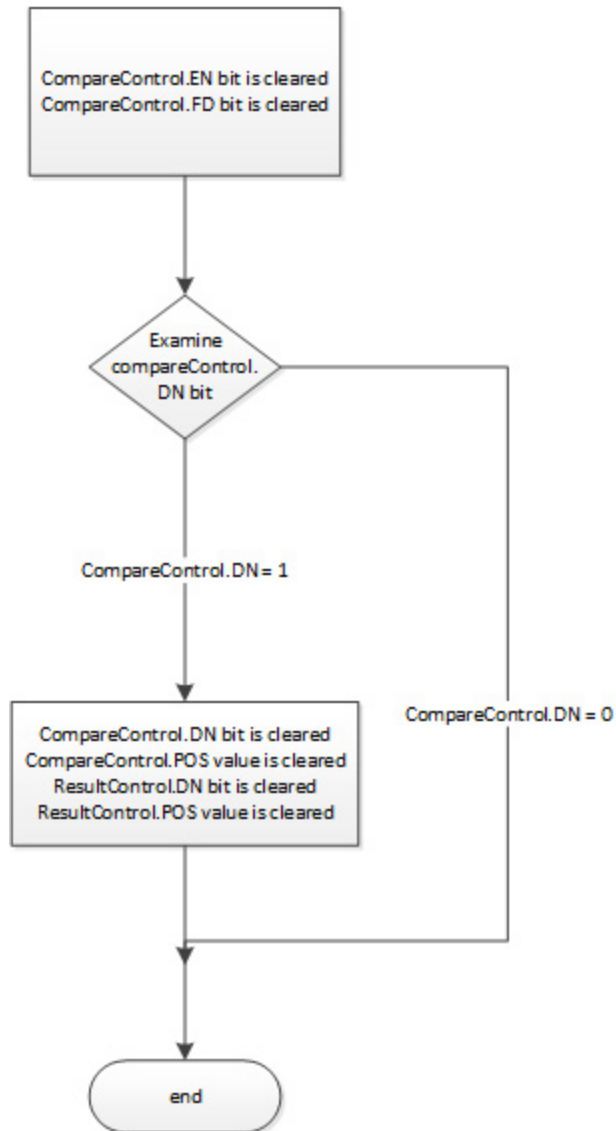 CompareControl.EN bit is cleared
CompareControl.FD bit is cleared
Examine
compareControl.
DN bit
CompareControl.DN = 1
CompareControl.DN = 0
CompareControl.DN bit is cleared
CompareControl.POS value is cleared
ResultControl.DN bit is cleared
ResultControl.POS value is cleared
end